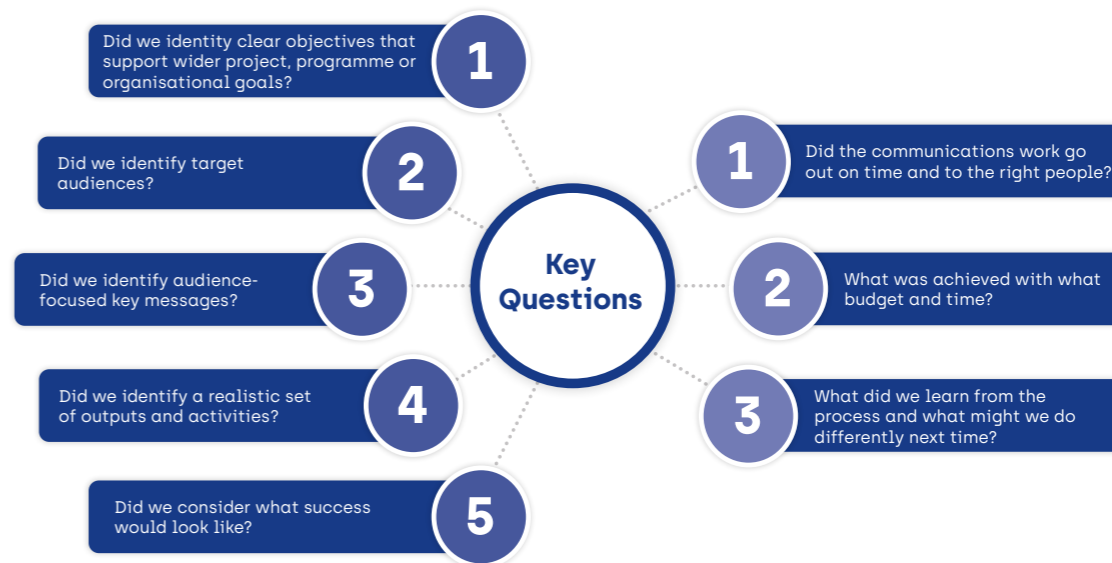 1
Did we identity clear objectives that
support wider project, programme or
organisational goals?
2
Did we identify target
audiences?
3
Did we identify audience-
focused key messages?
4
Did we identify a realistic set
of outputs and activities?
5
Did we consider what success
would look like?
Key
Questions
1
Did the communications work go
out on time and to the right people?
2
What was achieved with what
budget and time?
3
What did we learn from the
process and what might we do
differently next time?